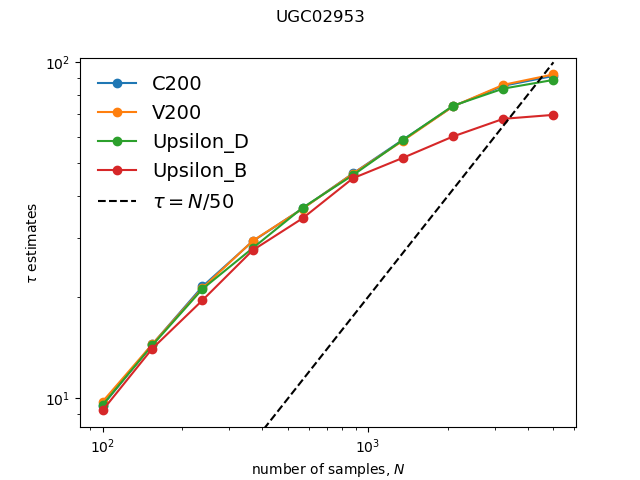 UGC02953
10²
C200
V200
Upsilon_D
Upsilon_B
τ = N/50
τ estimates
10¹
10² 10³
number of samples, N